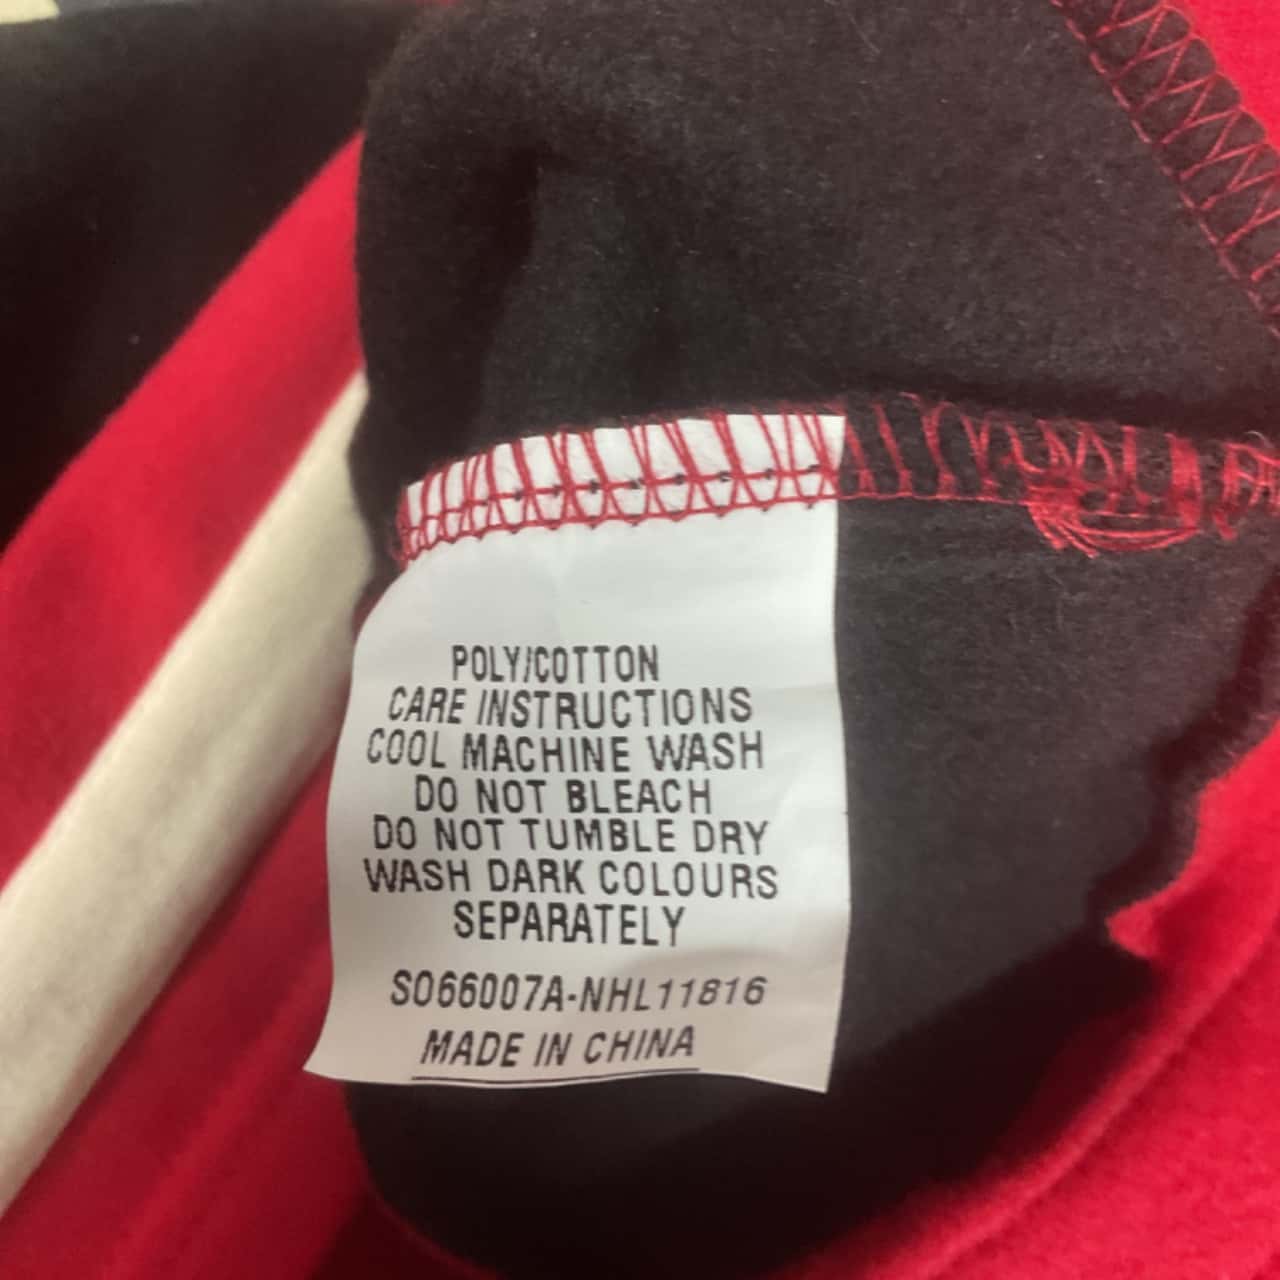 POLY/COTTON
CARE INSTRUCTIONS
COOL MACHINE WASH
DO NOT BLEACH
DO NOT TUMBLE DRY
WASH DARK COLOURS
SEPARATELY
S066007A-NHL11816
MADE IN CHINA